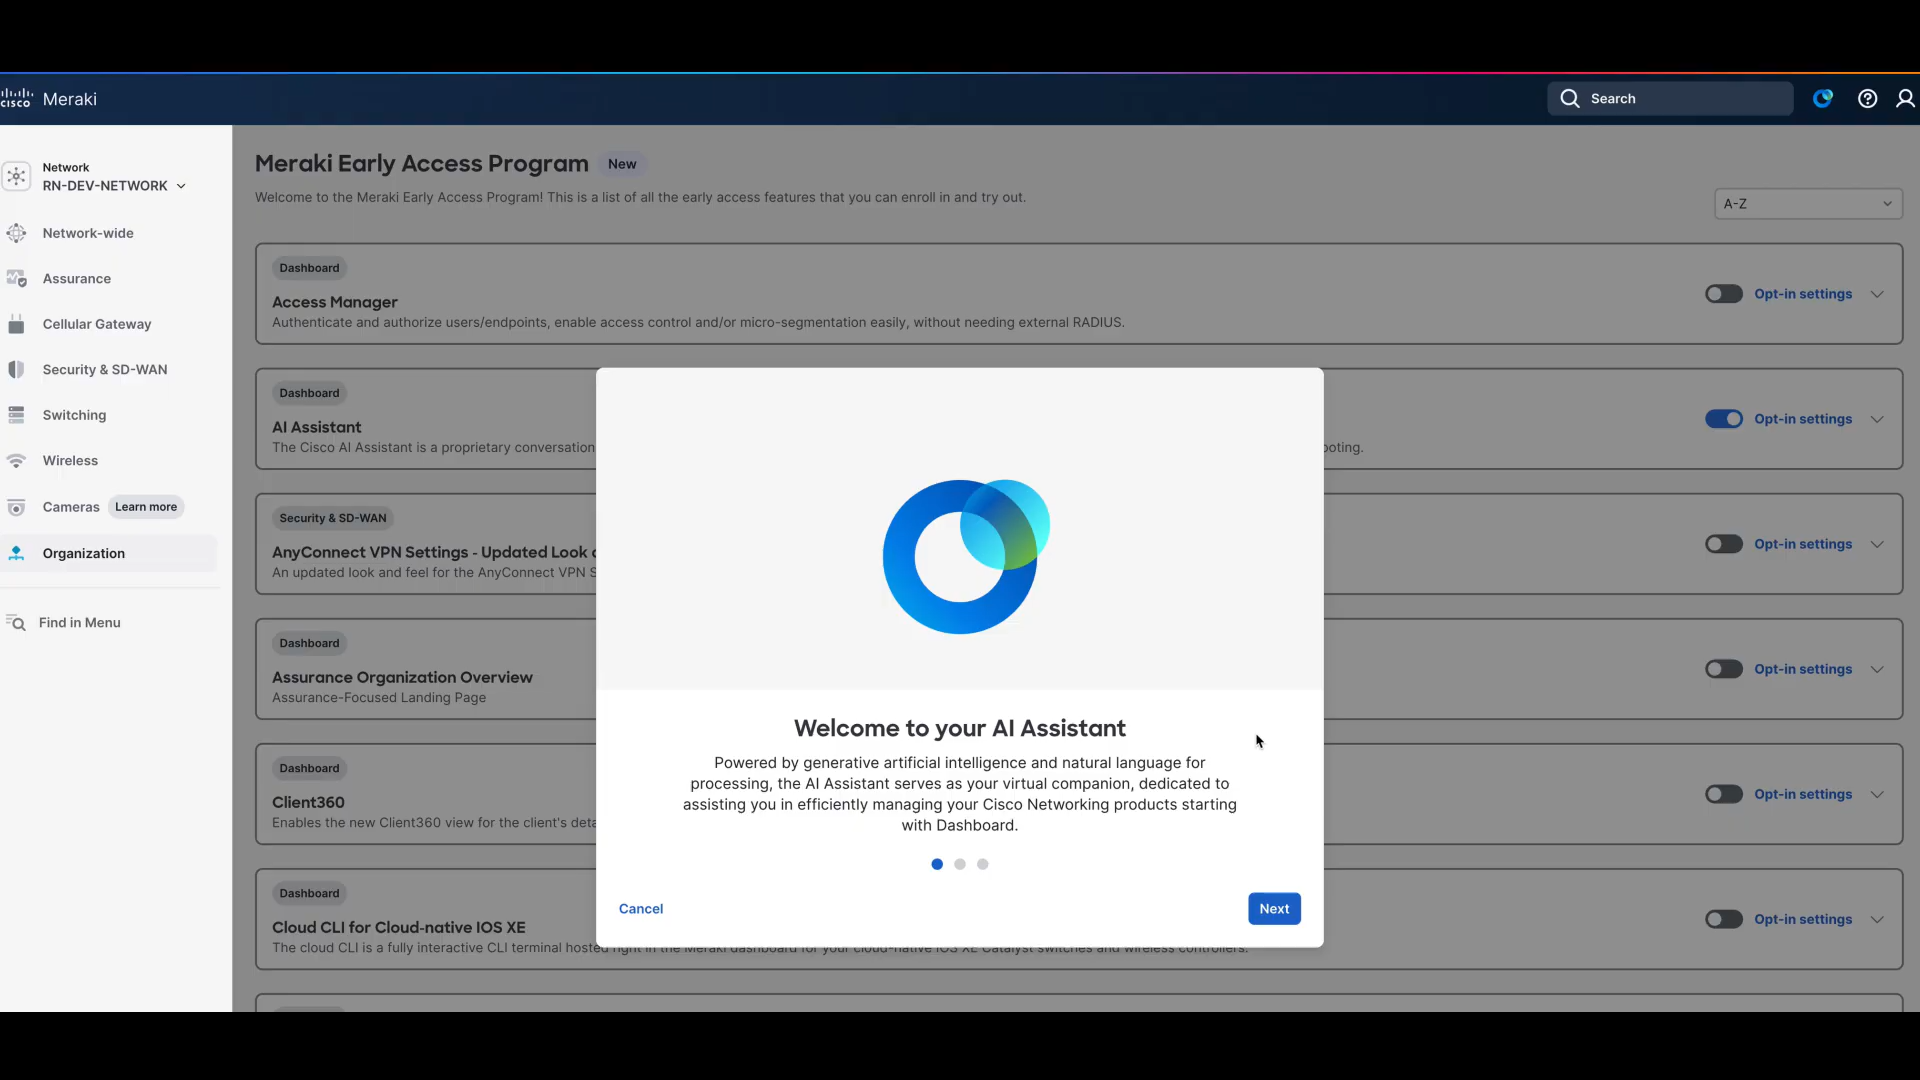 CISCO Meraki
Search
Network
RN-DEV-NETWORK
Network-wide
Assurance
Cellular Gateway
Security & SD-WAN
Switching
Wireless
Cameras Learn more
Organization
Find in Menu
Meraki Early Access Program New
Welcome to the Meraki Early Access Program! This is a list of all the early access features that you can enroll in and try out.
A-Z
Dashboard
Access Manager
Authenticate and authorize users/endpoints, enable access control and/or micro-segmentation easily, without needing external RADIUS.
Opt-in settings
Dashboard
AI Assistant
The Cisco AI Assistant is a proprietary conversation
ooting.
Opt-in settings
Security & SD-WAN
AnyConnect VPN Settings - Updated Look
An updated look and feel for the AnyConnect VPN S
Opt-in settings
Dashboard
Assurance Organization Overview
Assurance-Focused Landing Page
Opt-in settings
Dashboard
Client360
Enables the new Client360 view for the client's deta
Opt-in settings
Dashboard
Cloud CLI for Cloud-native IOS XE
The cloud CLI is a fully interactive CLI terminal hosted right in the Meraki dashboard for your cloud-native IOS XE Catalyst switches and wireless controllers.
Opt-in settings
Welcome to your AI Assistant
Powered by generative artificial intelligence and natural language for
processing, the AI Assistant serves as your virtual companion, dedicated to
assisting you in efficiently managing your Cisco Networking products starting
with Dashboard.
Cancel
Next